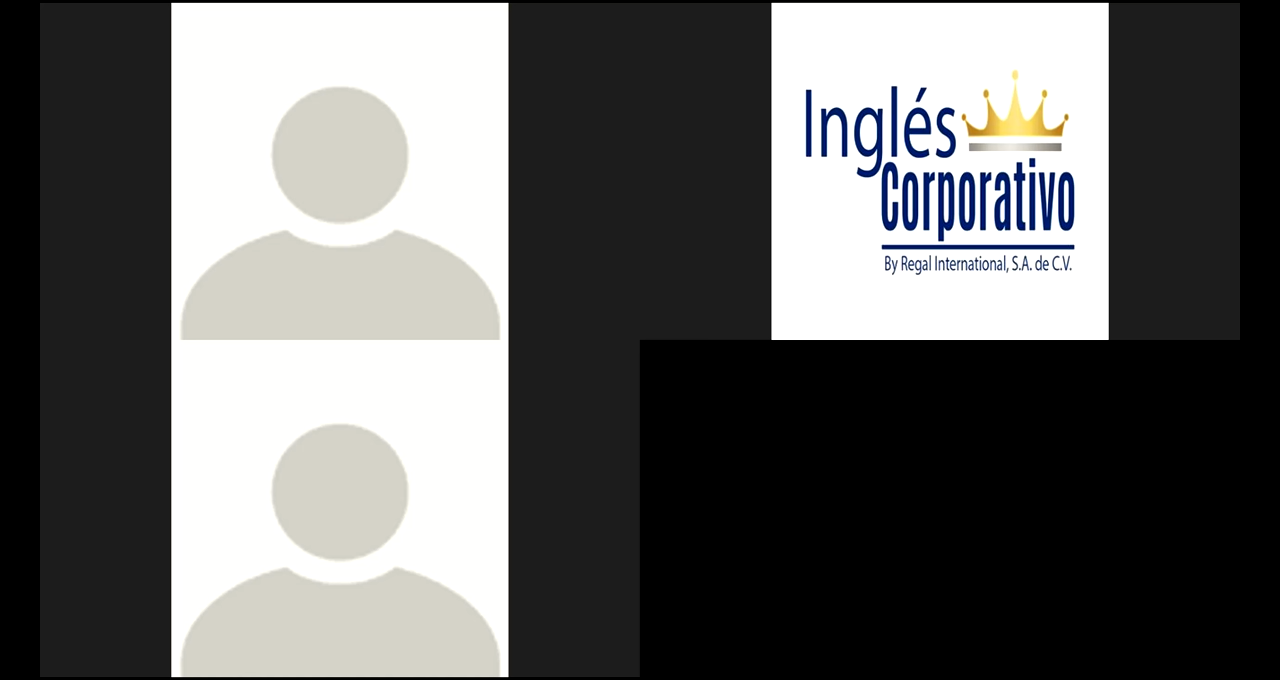 Inglés
Corporativo
By Regal International, S.A. de C.V.